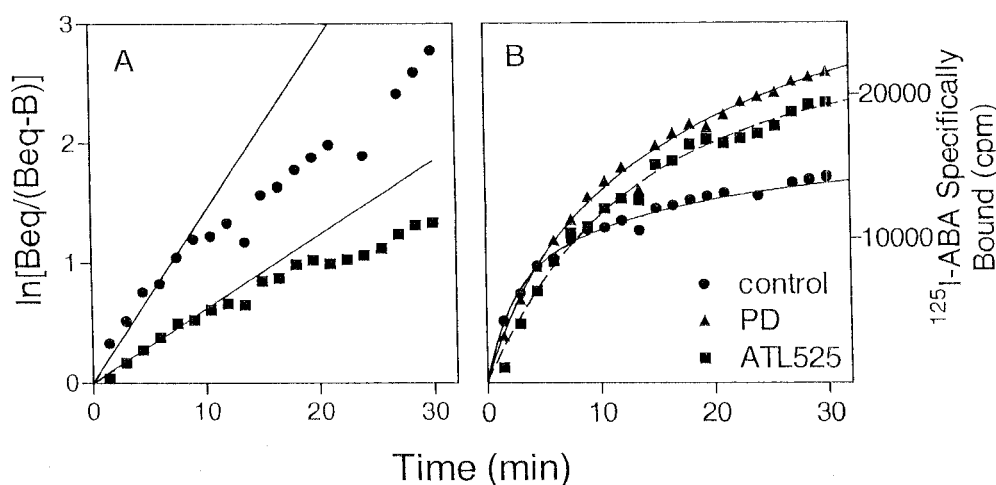 A
ln[Beq/(Beq-B)]
3
2
1
0
0
10
20
30
B
20000
10000
0
10
20
30
control
PD
ATL525
125I-ABA Specifically
Bound (cpm)
Time (min)